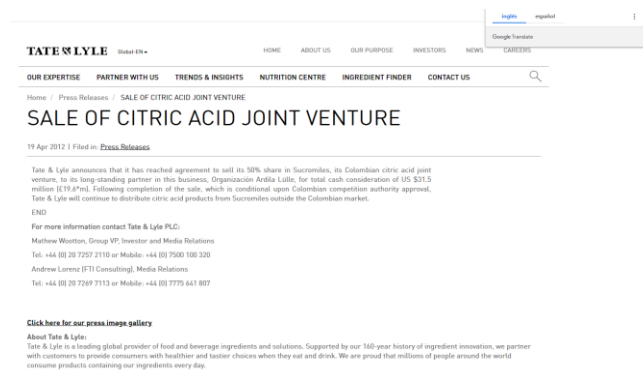 inglés español
Google Translate
TATE & LYLE Global-EN
HOME ABOUT US OUR PURPOSE INVESTORS NEWS CAREERS
OUR EXPERTISE PARTNER WITH US TRENDS & INSIGHTS NUTRITION CENTRE INGREDIENT FINDER CONTACT US
Home / Press Releases / SALE OF CITRIC ACID JOINT VENTURE
SALE OF CITRIC ACID JOINT VENTURE
19 Apr 2012 | Filed in: Press Releases
Tate & Lyle announces that it has reached agreement to sell its 50% share in Sucromiles, its Colombian citric acid joint
venture, to its long-standing partner in this business, Organización Ardila Lülle, for total cash consideration of US $31.5
million (£19.6*m). Following completion of the sale, which is conditional upon Colombian competition authority approval,
Tate & Lyle will continue to distribute citric acid products from Sucromiles outside the Colombian market.
END
For more information contact Tate & Lyle PLC:
Mathew Wootton, Group VP, Investor and Media Relations
Tel: +44 (0) 20 7257 2110 or Mobile: +44 (0) 7500 100 320
Andrew Lorenz (FTI Consulting), Media Relations
Tel: +44 (0) 20 7269 7113 or Mobile: +44 (0) 7775 641 807
Click here for our press image gallery
About Tate & Lyle:
Tate & Lyle is a leading global provider of food and beverage ingredients and solutions. Supported by our 160-year history of ingredient innovation, we partner
with customers to provide consumers with healthier and tastier choices when they eat and drink. We are proud that millions of people around the world
consume products containing our ingredients every day.